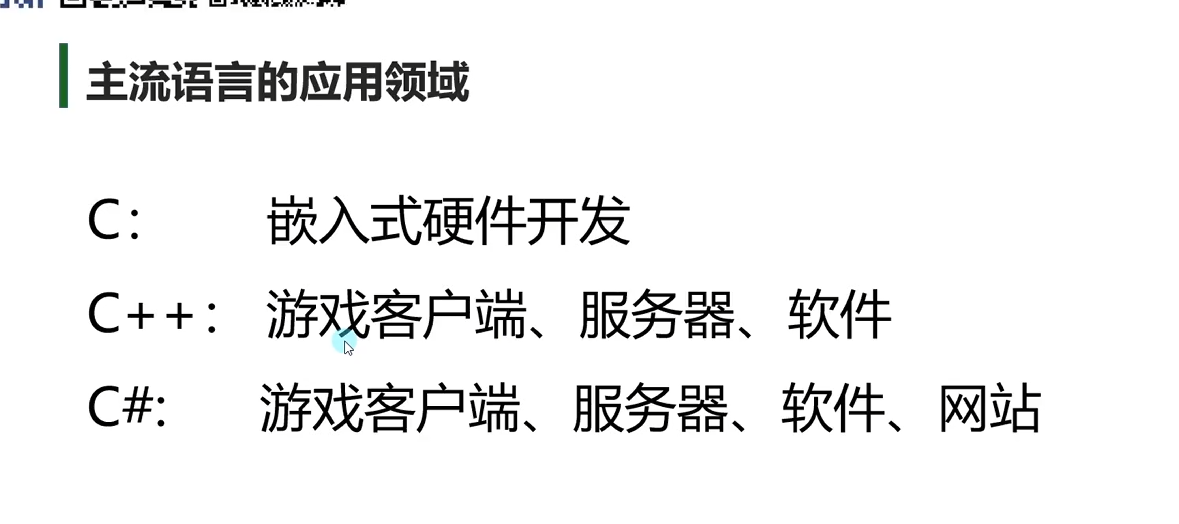 主流语言的应用领域
C： 嵌入式硬件开发
C++： 游戏客户端、服务器、软件
C#: 游戏客户端、服务器、软件、网站